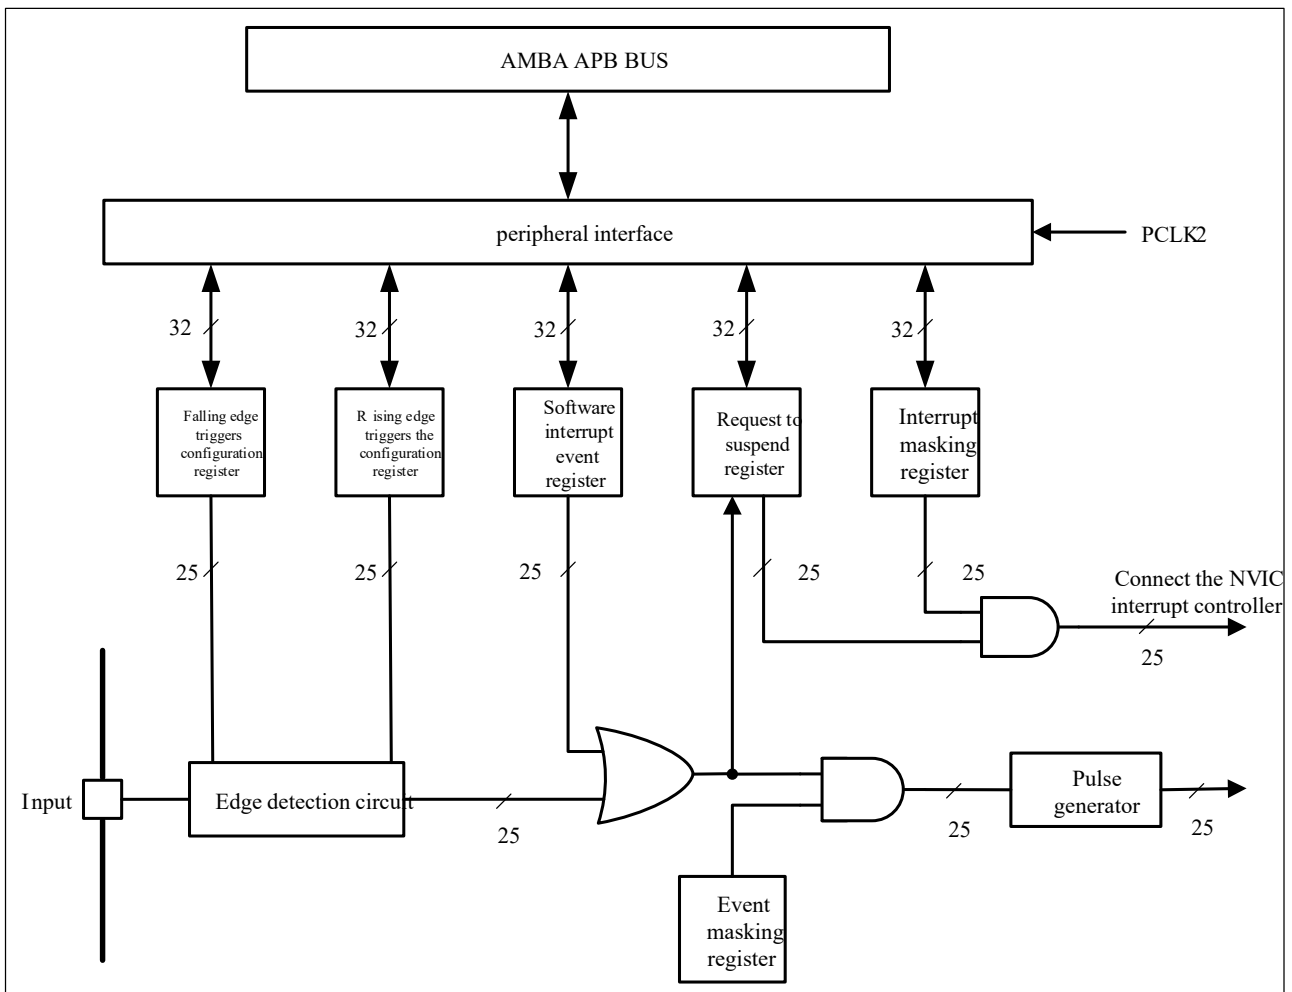 AMBA APB BUS
peripheral interface
PCLK2
32
32
32
32
32
Falling edge
triggers
configuration
register
R ising edge
triggers the
configuration
register
Software
interrupt
event
register
Request to
suspend
register
Interrupt
masking
register
25
25
25
25
25
Connect the NVIC
interrupt controller
25
Input
Edge detection circuit
25
25
Pulse
generator
25
Event
masking
register